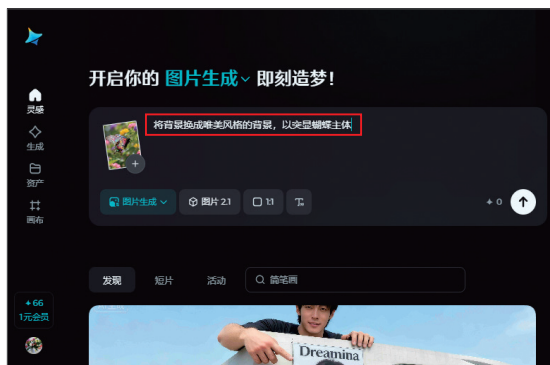 开启你的 图片生成 即刻造梦！
灵感
生成
资产
画布
将背景换成唯美风格的背景，以突显蝴蝶主体
图片生成
图片 2.1
1:1
0
发现
短片
活动
简笔画
+66
1元会员
Dreamina